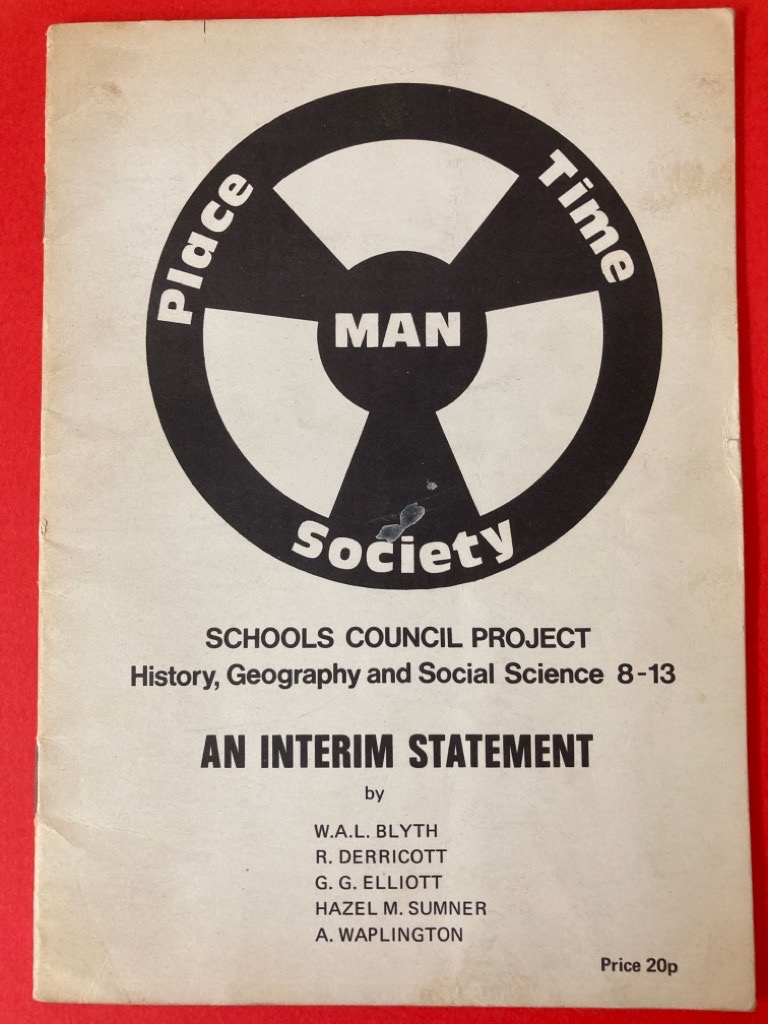 Place
Time
MAN
Society
SCHOOLS COUNCIL PROJECT
History, Geography and Social Science 8-13
AN INTERIM STATEMENT
by
W.A.L. BLYTH
R. DERRICOTT
G. G. ELLIOTT
HAZEL M. SUMNER
A. WAPLINGTON
Price 20p